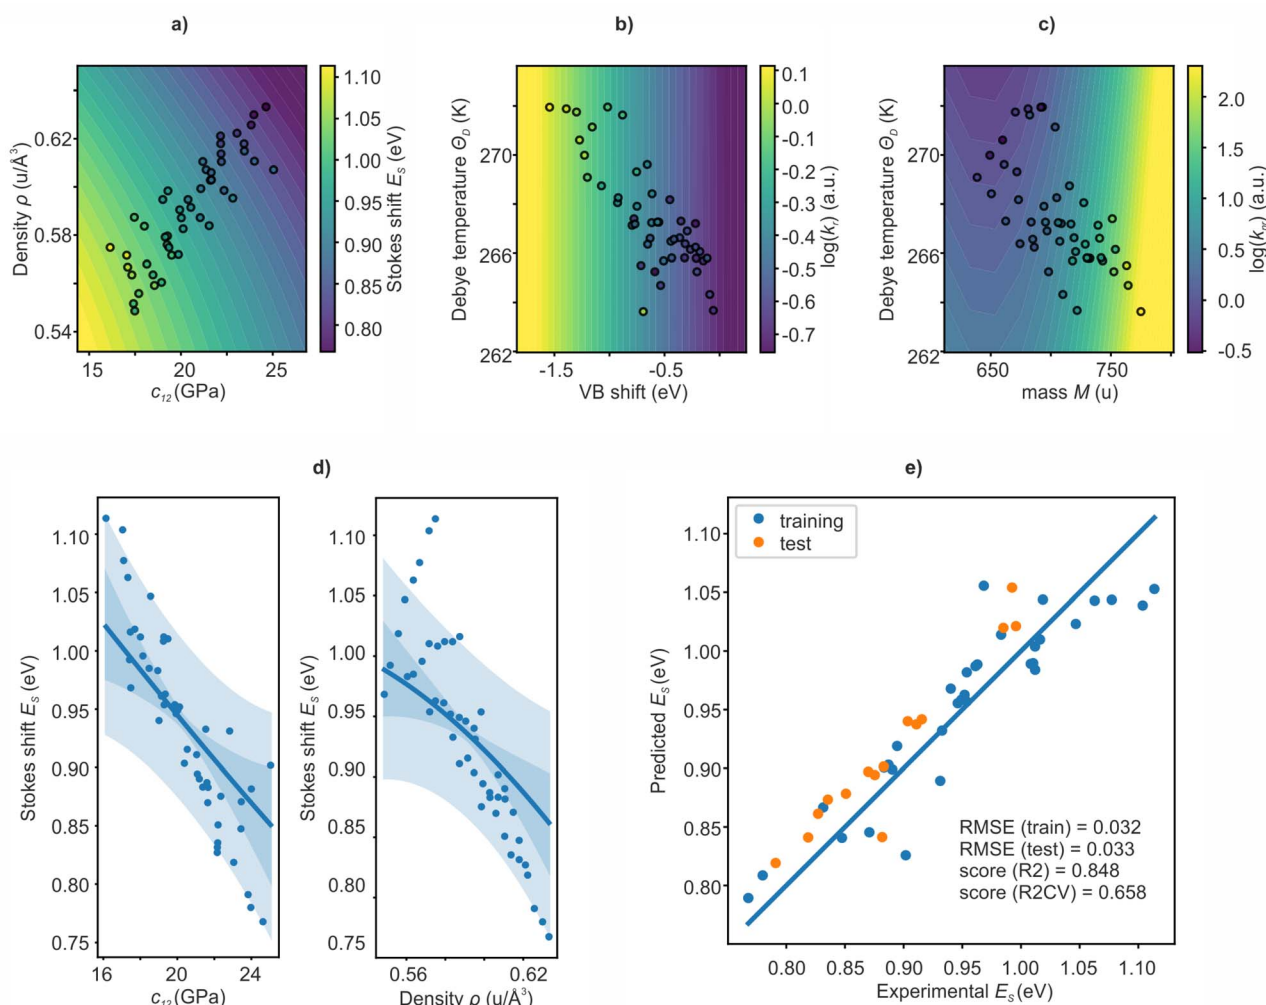 a)
b)
c)
Density ρ (u/Å³)
0.62
0.58
0.54
15
20
25
c₁₂ (GPa)
1.10
1.05
1.00
0.95
0.90
0.85
0.80
Stokes shift E_S (eV)
Debye temperature Θ_D (K)
270
266
262
-1.5
-0.5
VB shift (eV)
0.1
0.0
-0.1
-0.2
-0.3
-0.4
-0.5
-0.6
-0.7
log(k_r) (a.u.)
Debye temperature Θ_D (K)
270
266
262
650
750
mass M (u)
2.0
1.5
1.0
0.5
0.0
-0.5
log(k_nr) (a.u.)
d)
e)
Stokes shift E_S (eV)
1.10
1.05
1.00
0.95
0.90
0.85
0.80
0.75
16
20
24
c₁₂ (GPa)
Stokes shift E_S (eV)
1.10
1.05
1.00
0.95
0.90
0.85
0.80
0.75
0.56
0.62
Density ρ (u/Å³)
Predicted E_S (eV)
1.10
1.05
1.00
0.95
0.90
0.85
0.80
training
test
RMSE (train) = 0.032
RMSE (test) = 0.033
score (R2) = 0.848
score (R2CV) = 0.658
0.80
0.85
0.90
0.95
1.00
1.05
1.10
Experimental E_S (eV)